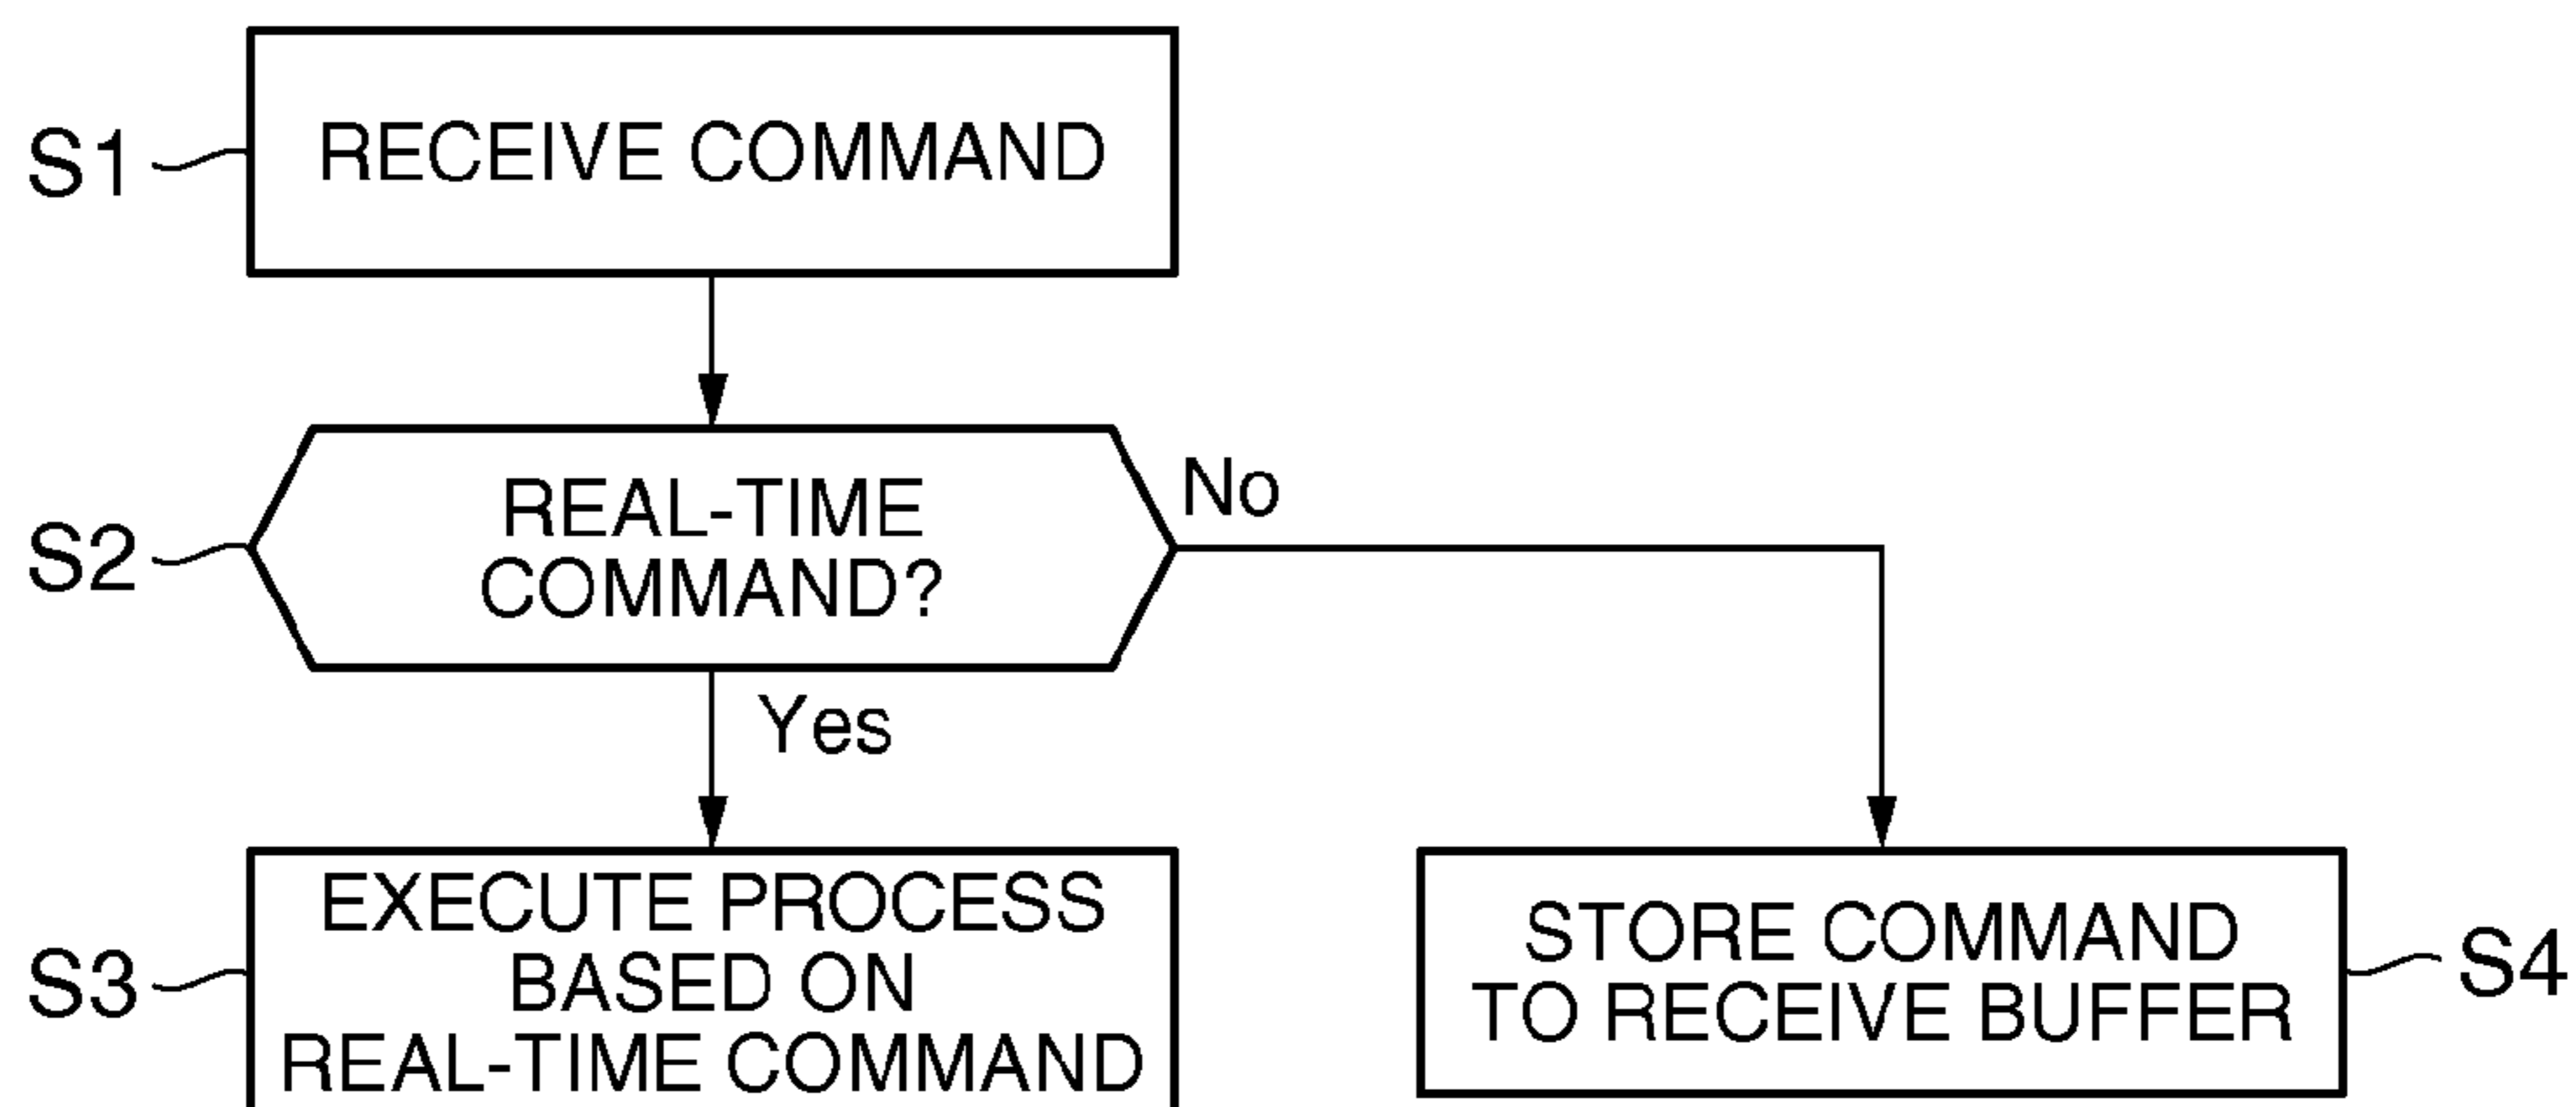 S1
RECEIVE COMMAND
S2
REAL-TIME
COMMAND?
No
Yes
S3
EXECUTE PROCESS
BASED ON
REAL-TIME COMMAND
STORE COMMAND
TO RECEIVE BUFFER
S4